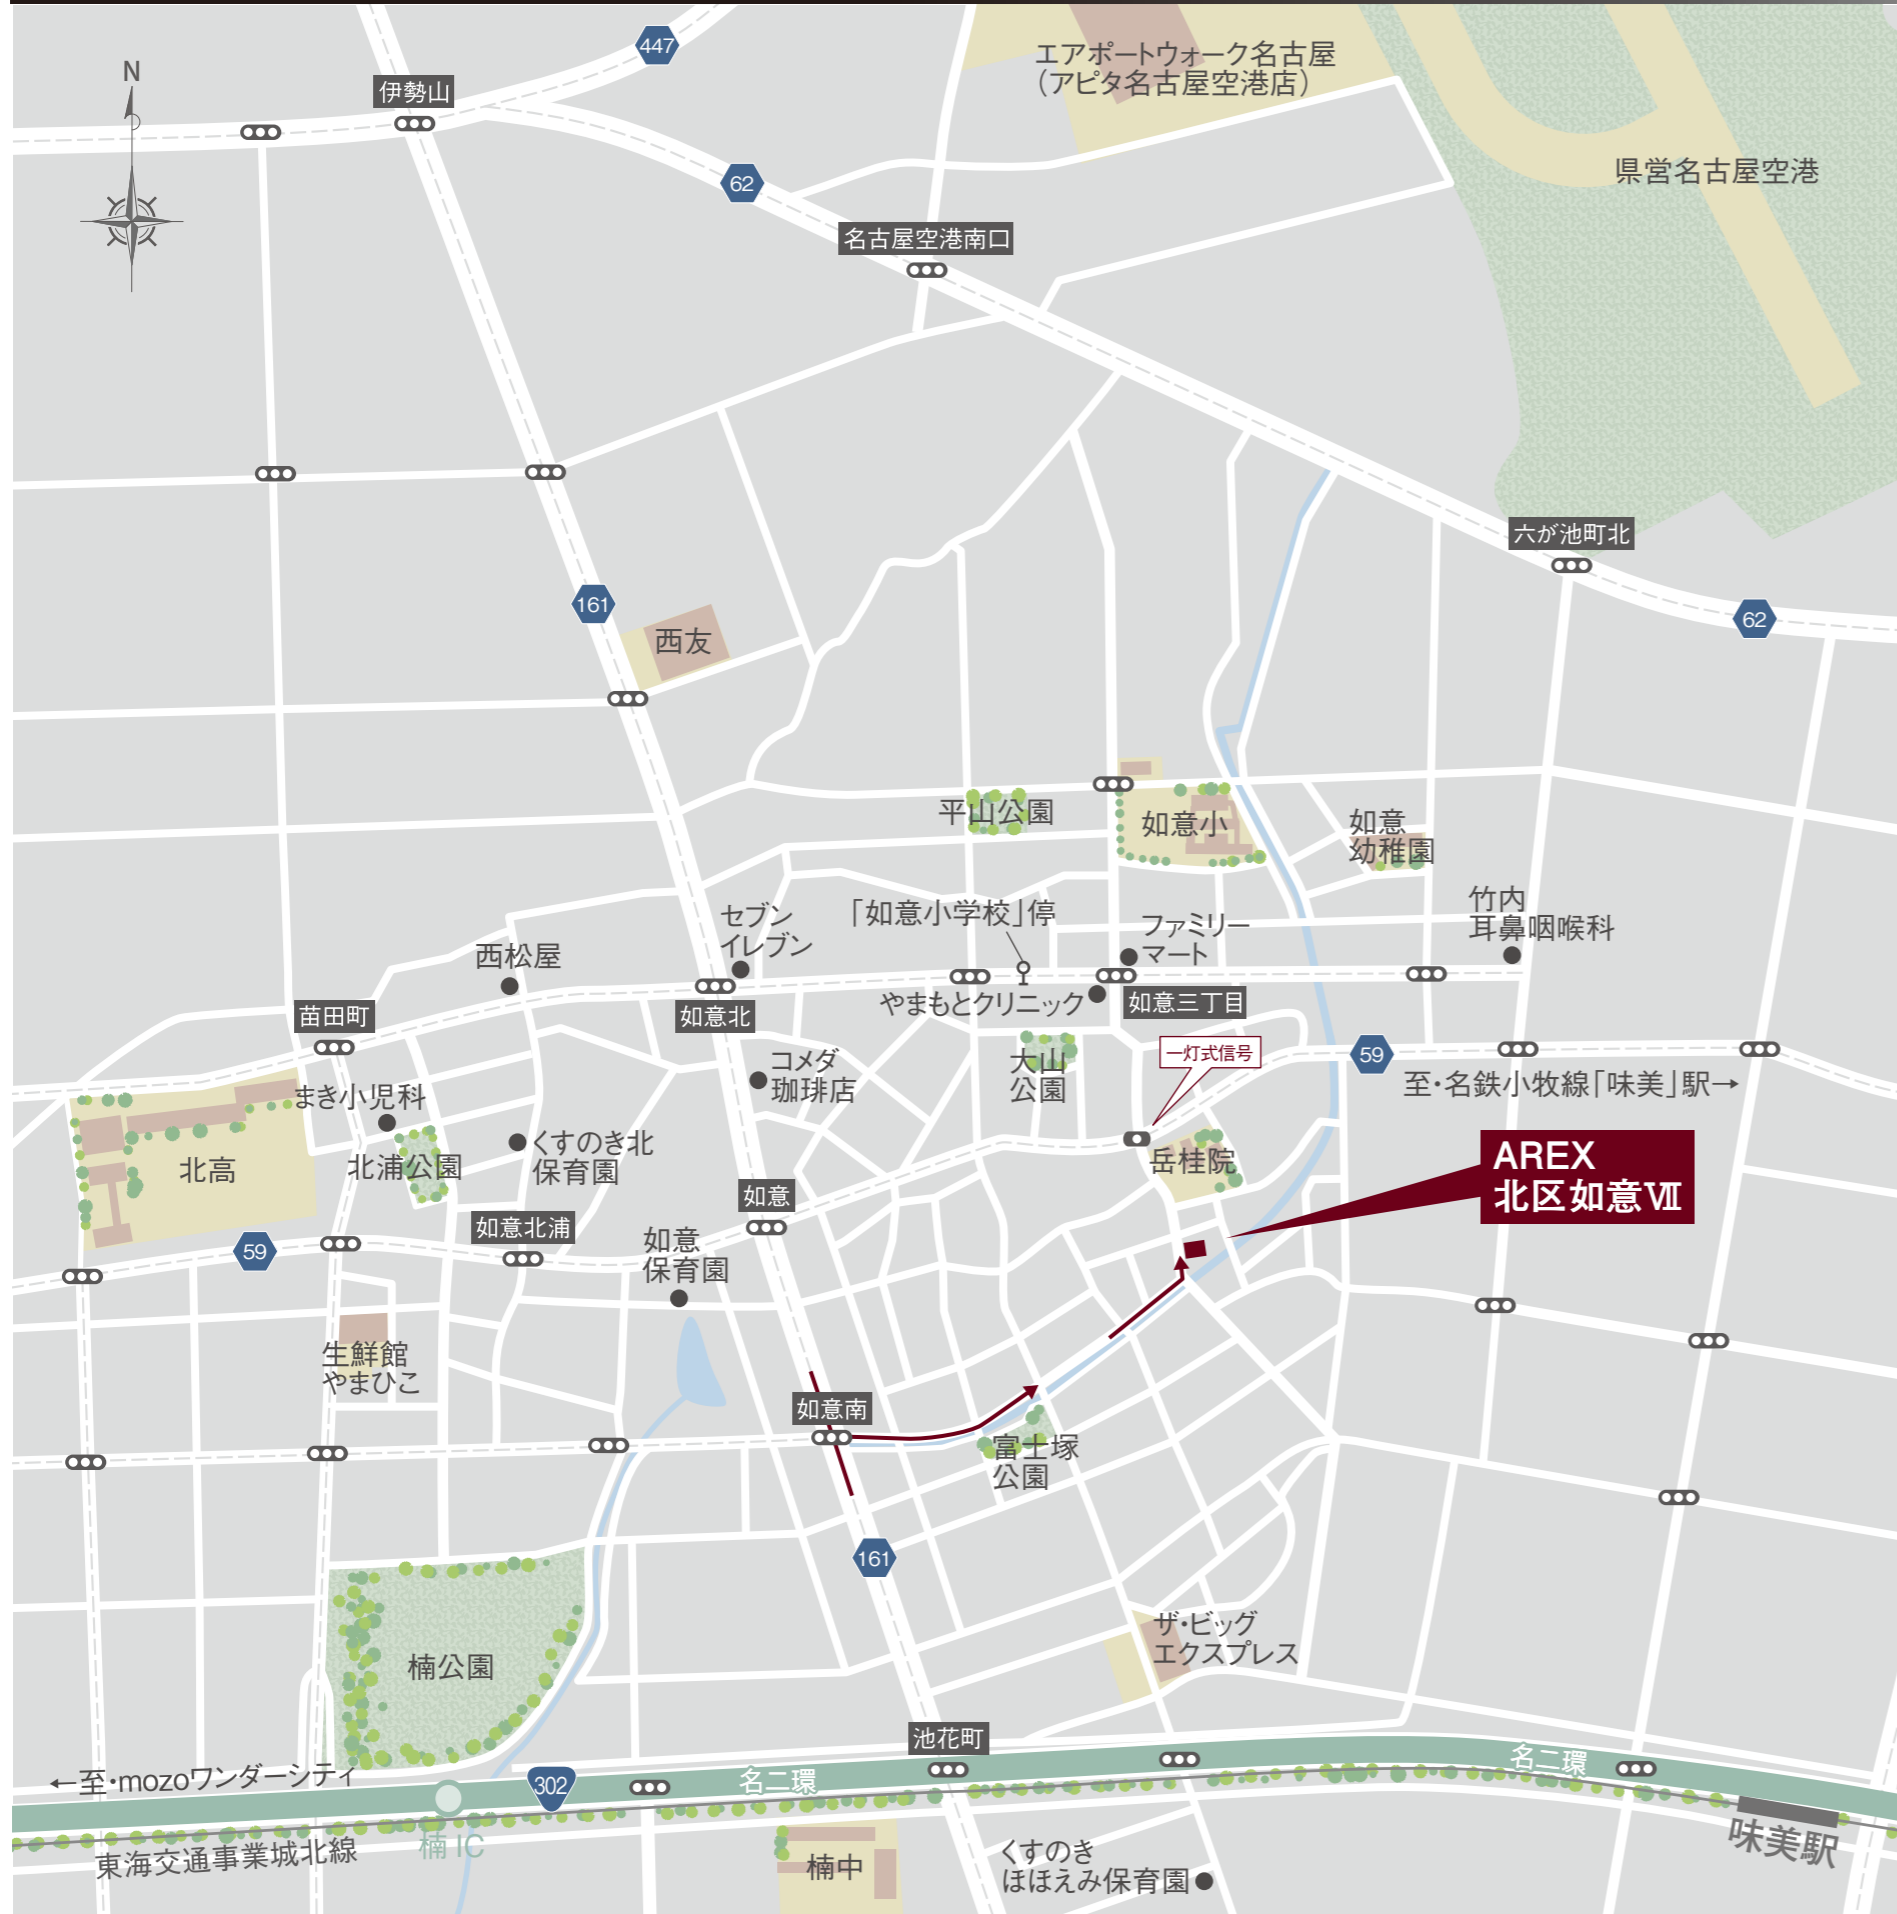 447
エアポートウォーク名古屋
（アピタ名古屋空港店）
N
伊勢山
県営名古屋空港
62
名古屋空港南口
六が池町北
161
62
西友
平山公園
如意小
如意
幼稚園
竹内
耳鼻咽喉科
セブン
イレブン
「如意小学校」停
ファミリー
マート
西松屋
やまもとクリニック
如意三丁目
苗田町
如意北
一灯式信号
59
コメダ
珈琲店
大山
公園
至・名鉄小牧線「味美」駅→
まき小児科
くすのき北
保育園
北高
北浦公園
岳桂院
AREX
北区如意Ⅶ
如意
如意北浦
59
如意
保育園
生鮮館
やまひこ
如意南
富士塚
公園
161
ザ・ビッグ
エクスプレス
楠公園
池花町
←至・mozoワンダーシティ
302
名二環
名二環
楠 IC
東海交通事業城北線
味美駅
楠中
くすのき
ほほえみ保育園